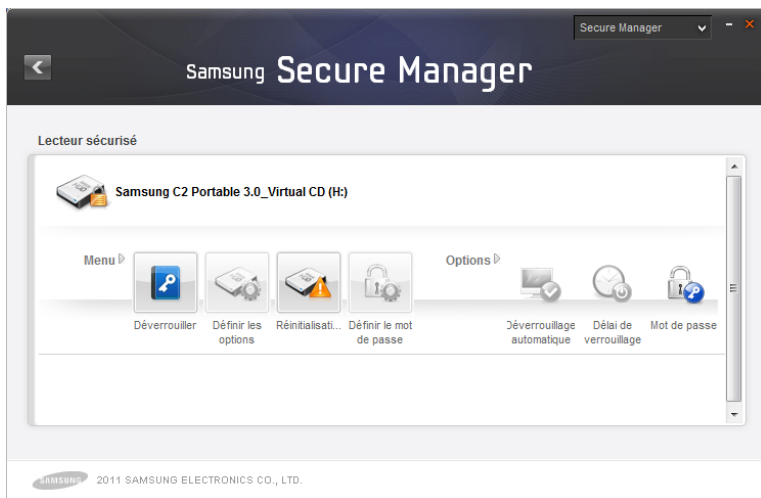 Secure Manager
Samsung Secure Manager
Lecteur sécurisé
Samsung C2 Portable 3.0_Virtual CD (H:)
Menu
Options
Déverrouiller
Définir les
options
Réinitialisati...
Définir le mot
de passe
Déverrouillage
automatique
Délai de
verrouillage
Mot de passe
SAMSUNG
2011 SAMSUNG ELECTRONICS CO., LTD.